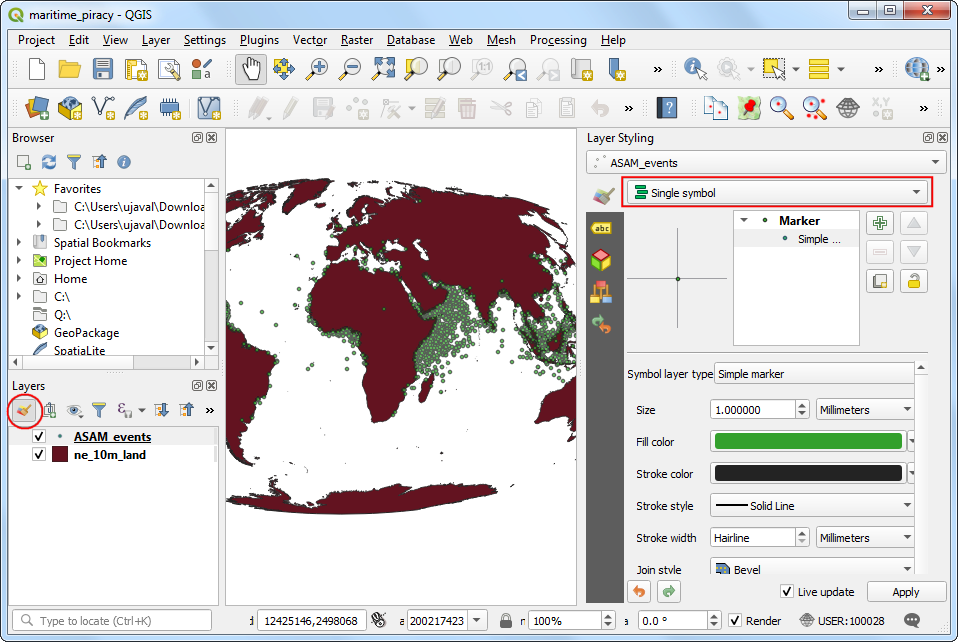 maritime_piracy - QGIS
Project Edit View Layer Settings Plugins Vector Raster Database Web Mesh Processing Help
Browser
Favorites
C:\Users\ujaval\Downloa
C:\Users\ujaval\Downloa
Spatial Bookmarks
Project Home
Home
C:\
Q:\
GeoPackage
SpatiaLite
Layers
ASAM_events
ne_10m_land
Layer Styling
ASAM_events
Single symbol
abc
Marker
Simple ...
Symbol layer type Simple marker
Size 1.000000 Millimeters
Fill color
Stroke color
Stroke style Solid Line
Stroke width Hairline Millimeters
Join style Bevel
Live update Apply
Type to locate (Ctrl+K) 12425146,2498068 200217423 100% 0.0 ° Render USER:100028